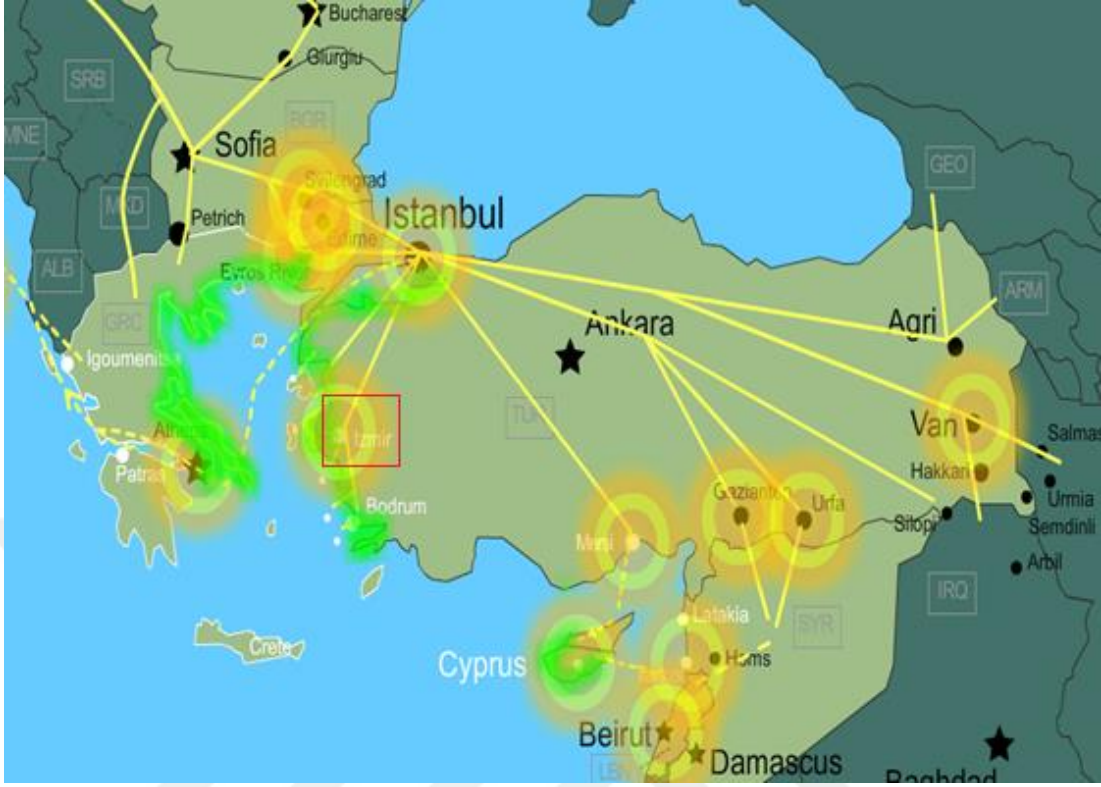 Bucharest
Giurgiu
SRB
BGR
MNE
Sofia
GEO
Svilengrad
MKD
Petrich
Istanbul
Edirne
ALB
Evros River
ARM
GRC
Ankara
Agri
Igoumenitsa
TUR
Van
Athens
Izmir
Salmas
Patras
Hakkari
Bodrum
Gaziantep
Urfa
Urmia
Silopi
Semdinli
Arbil
IRQ
Latakia
SYR
Crete
Cyprus
Homs
Beirut
Damascus
LBN
Baghdad